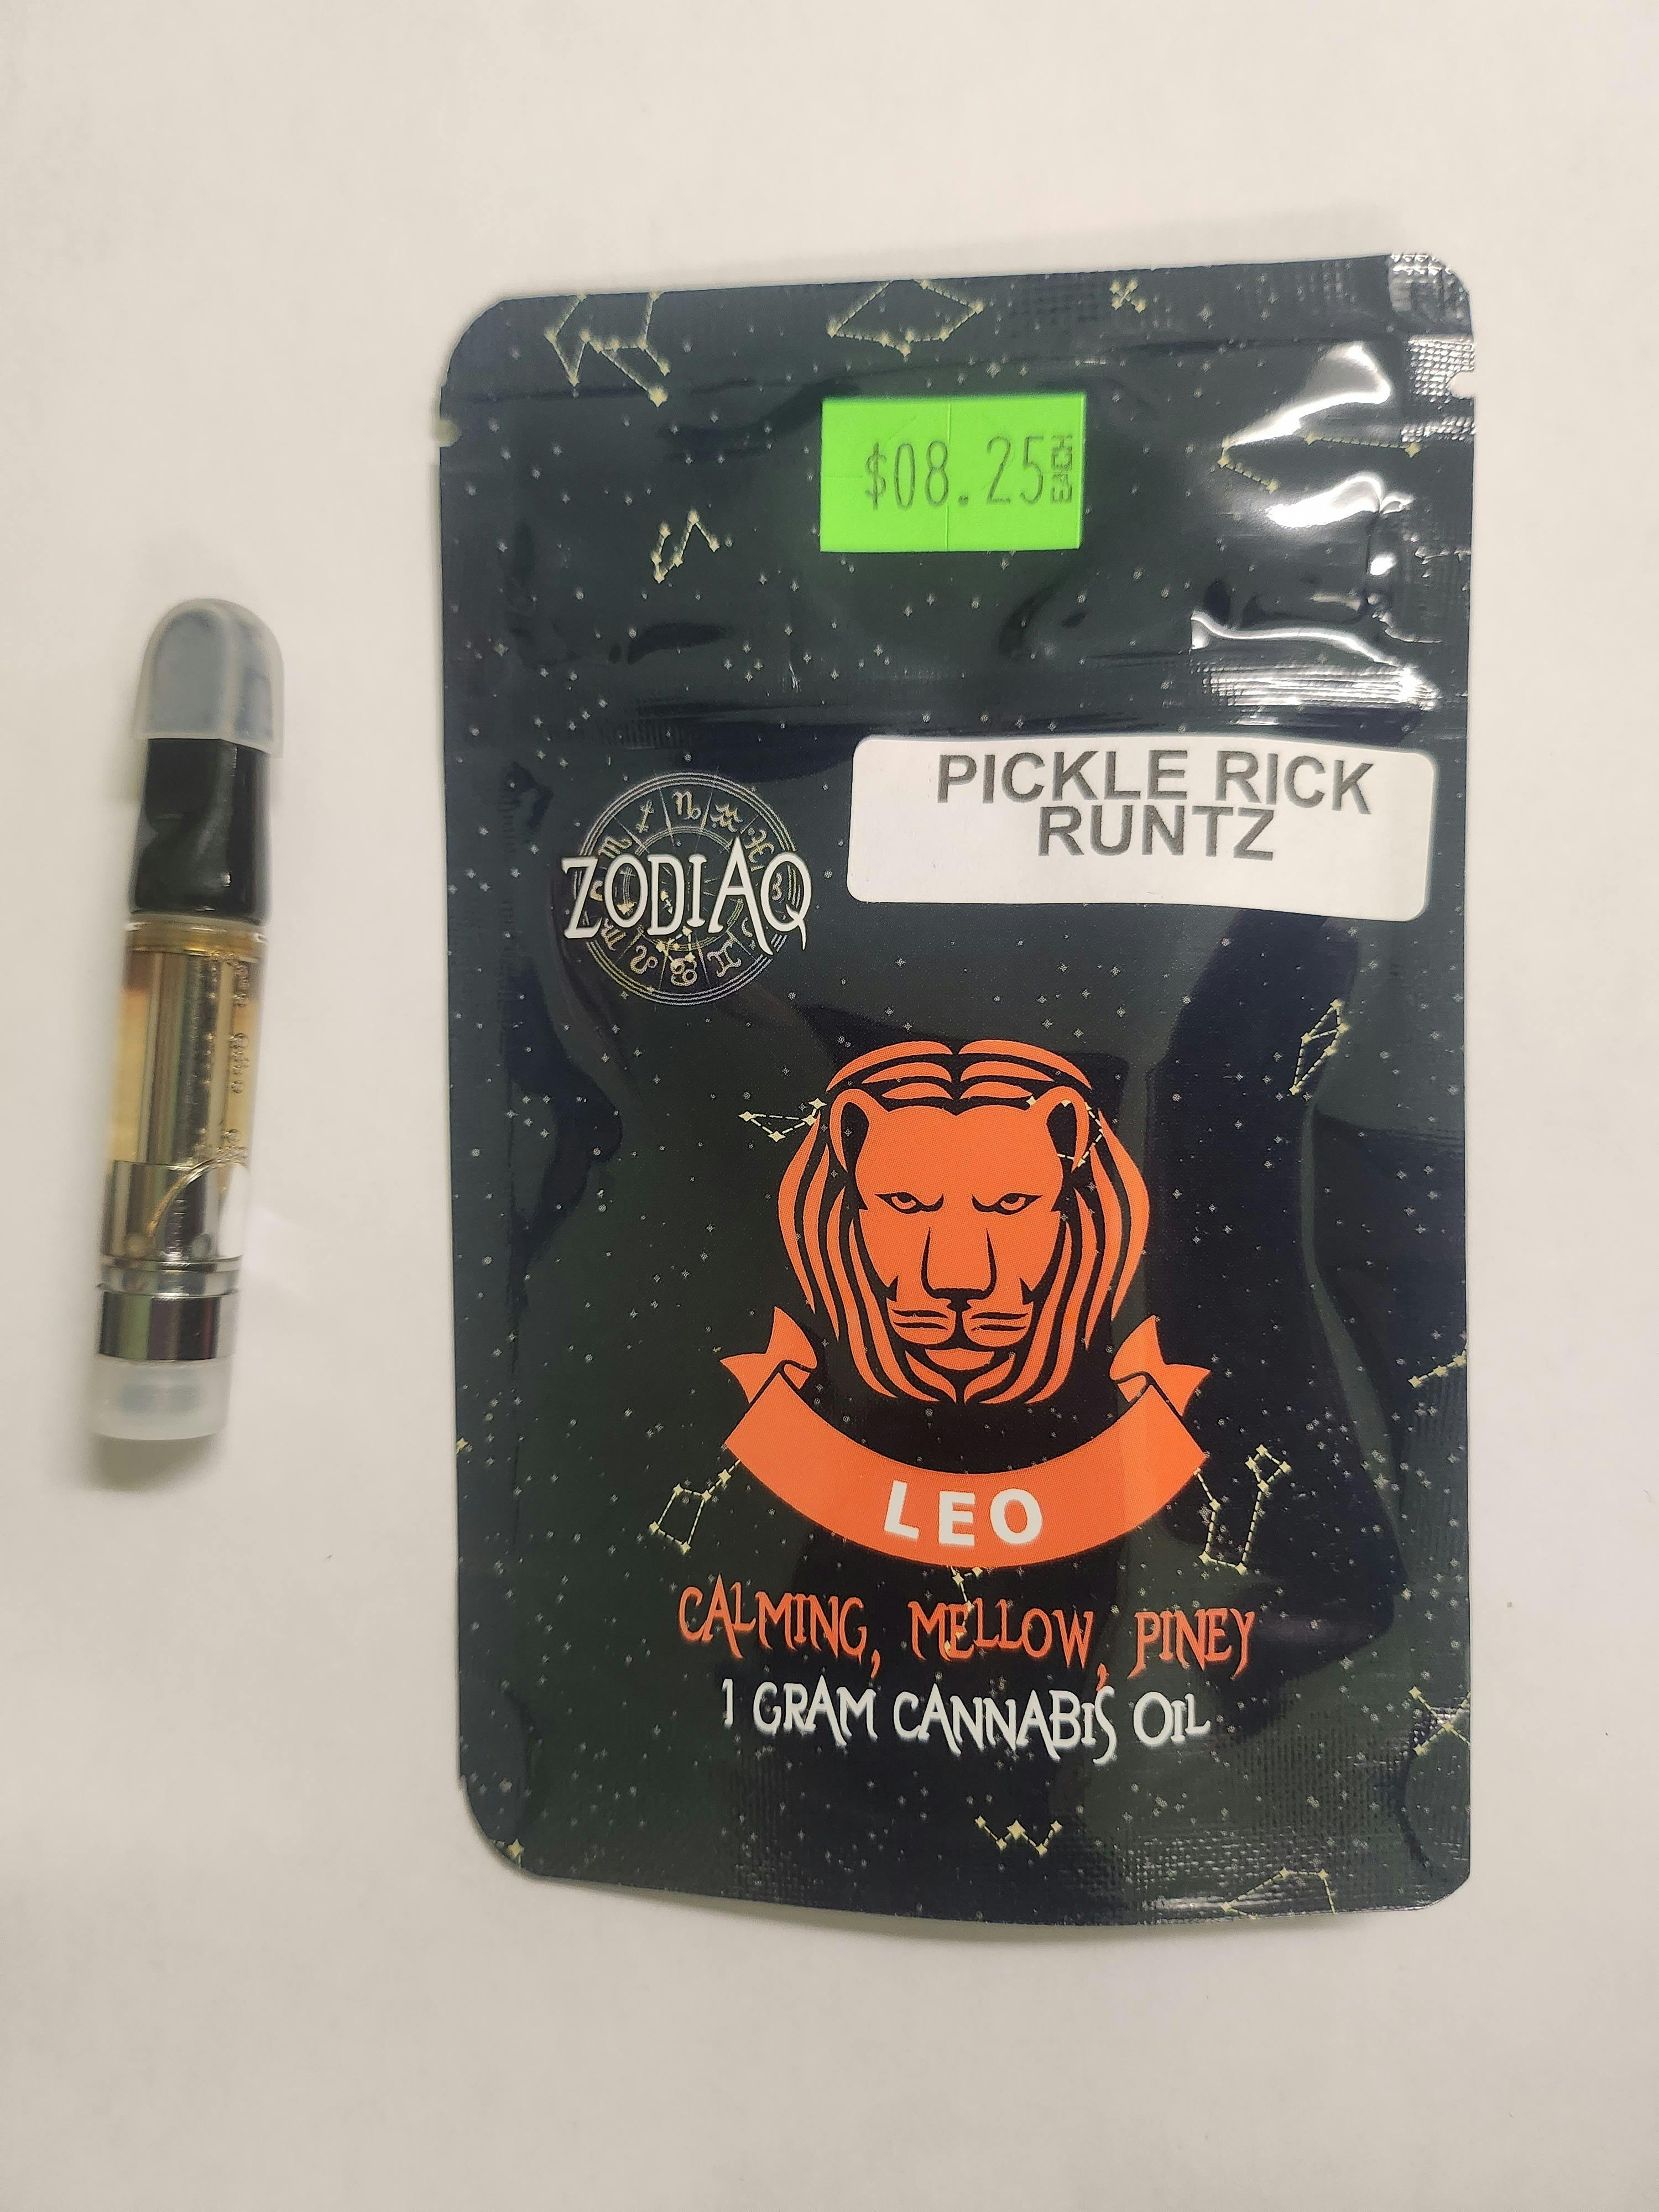 $08.25 EACH
PICKLE RICK
RUNTZ
ZODIAQ
LEO
CALMING, MELLOW, PINEY
1 GRAM CANNABIS OIL